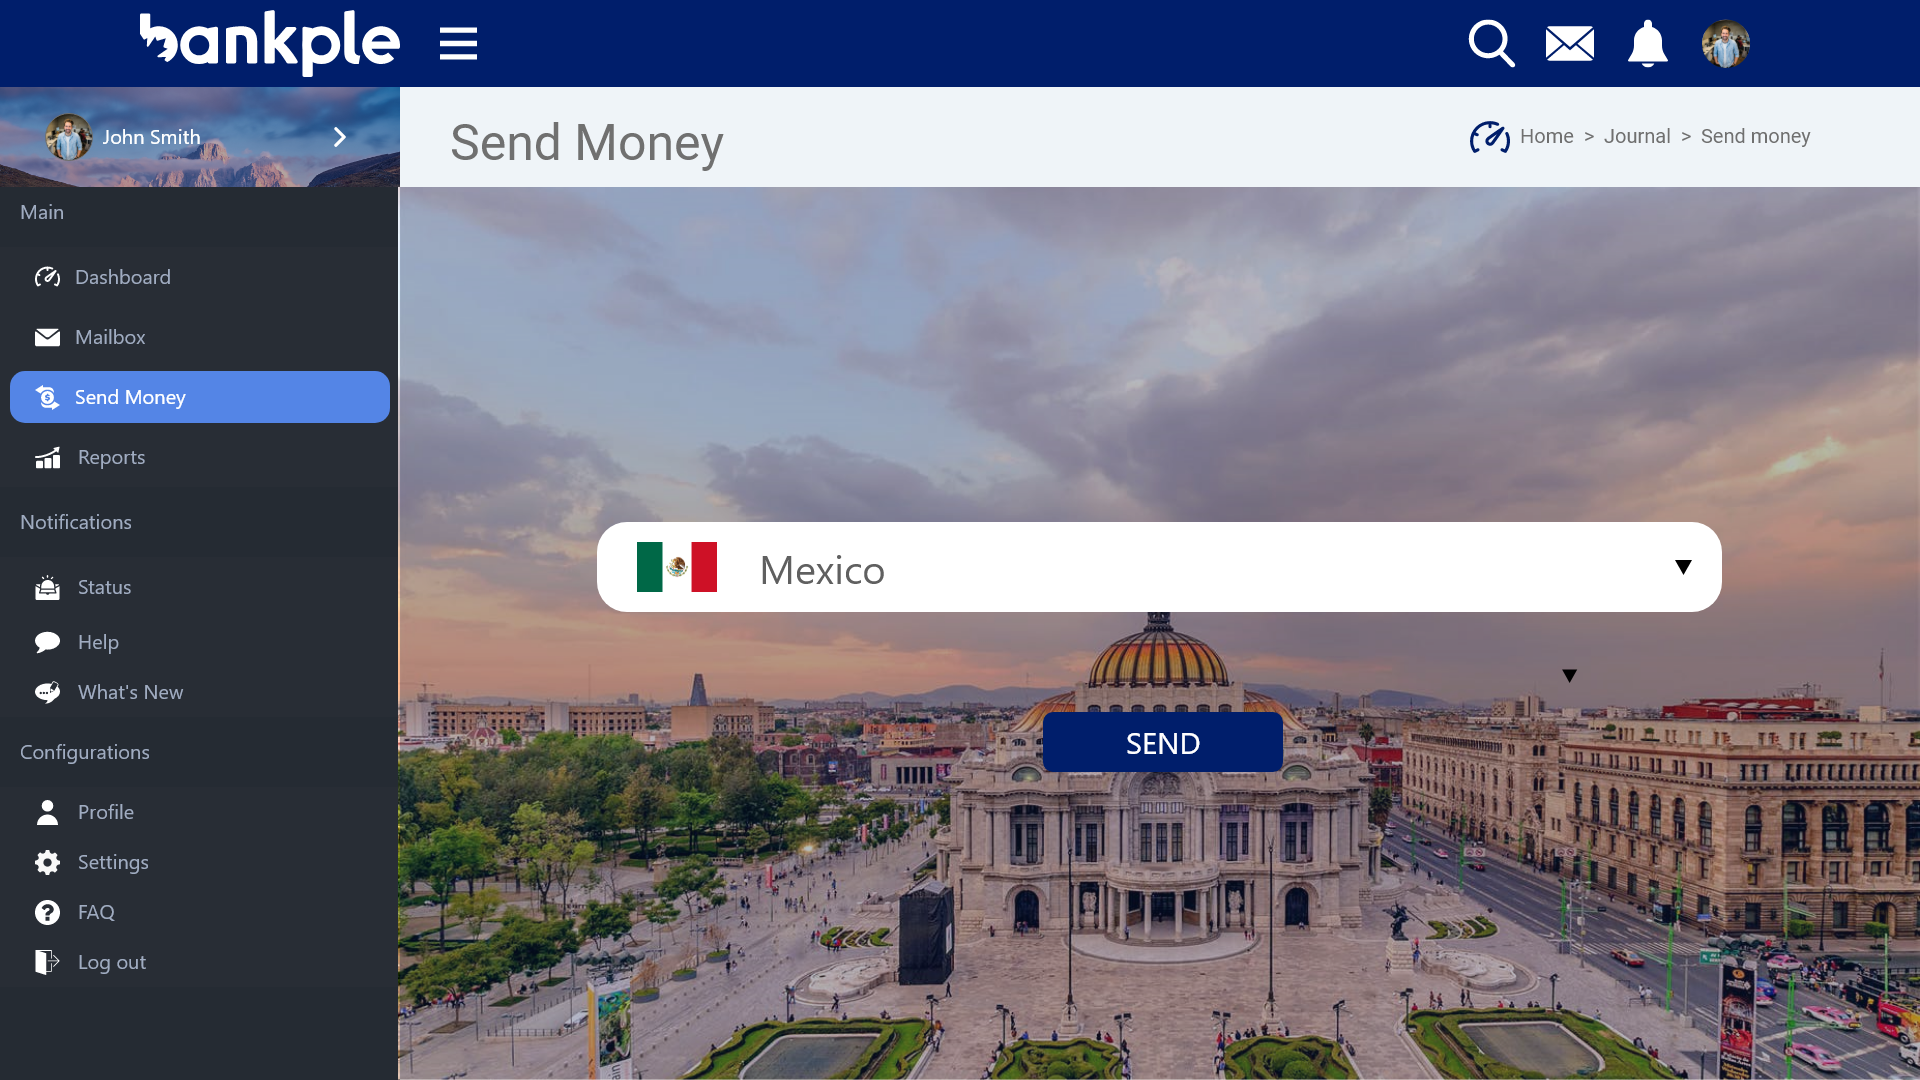 bankple
John Smith
Send Money
Home > Journal > Send money
Main
Dashboard
Mailbox
Send Money
Reports
Notifications
Status
Help
What's New
Configurations
Profile
Settings
FAQ
Log out
Mexico
SEND